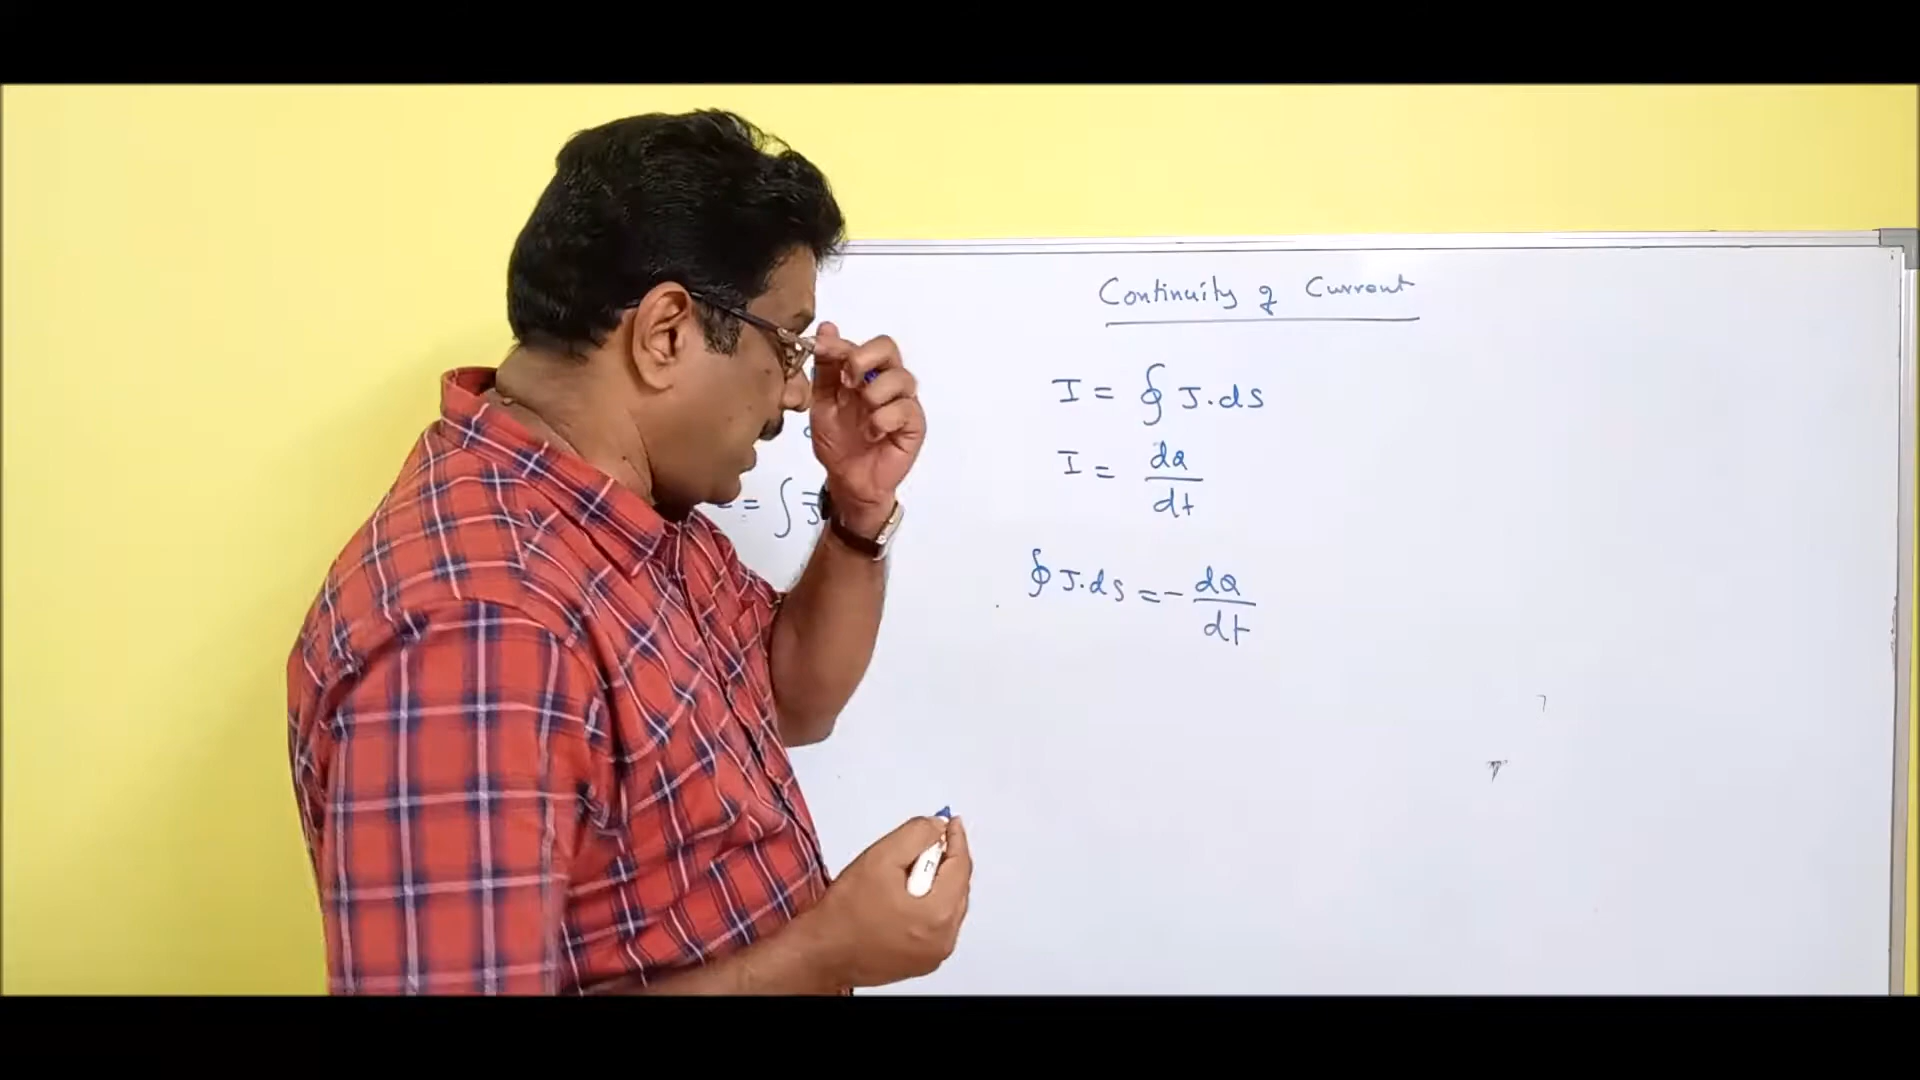 Continuity of Current
I = ∮ J.ds
I = dQ/dt
= ∫ J
∮ J.ds = - dQ/dt